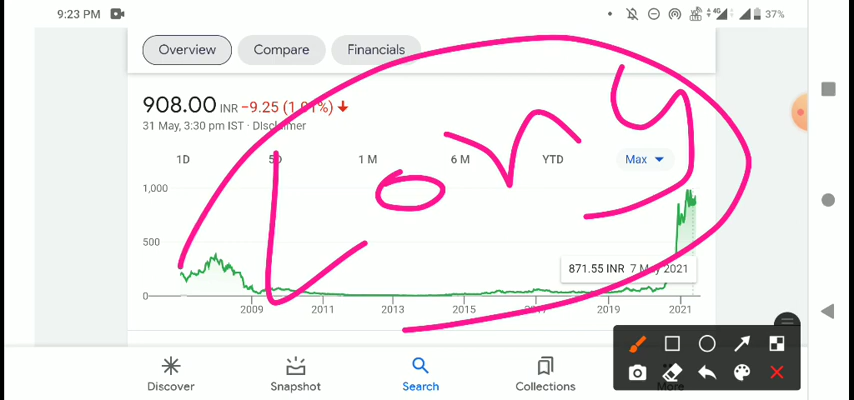 9:23 PM 4G 37%
Overview Compare Financials
908.00 INR −9.25 (1.01%)
31 May, 3:30 pm IST · Disclaimer
1D 5D 1 M 6 M YTD Max
1,000
500
0
871.55 INR 7 May 2021
2009 2011 2013 2015 2017 2019 2021
Discover Snapshot Search Collections More